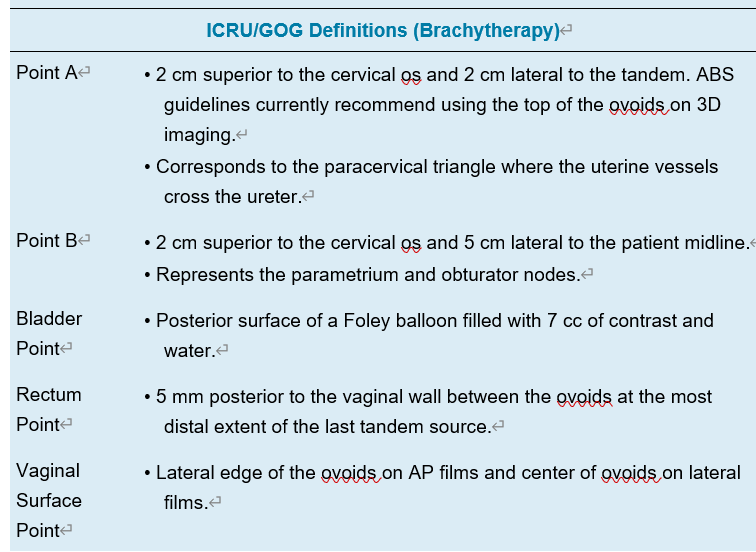 ICRU/GOG Definitions (Brachytherapy)↵
Point A↵
• 2 cm superior to the cervical os and 2 cm lateral to the tandem. ABS
guidelines currently recommend using the top of the ovoids on 3D
imaging.↵
• Corresponds to the paracervical triangle where the uterine vessels
cross the ureter.↵
Point B↵
• 2 cm superior to the cervical os and 5 cm lateral to the patient midline.↵
• Represents the parametrium and obturator nodes.↵
Bladder
Point↵
• Posterior surface of a Foley balloon filled with 7 cc of contrast and
water.↵
Rectum
Point↵
• 5 mm posterior to the vaginal wall between the ovoids at the most
distal extent of the last tandem source.↵
Vaginal
Surface
Point↵
• Lateral edge of the ovoids on AP films and center of ovoids on lateral
films.↵